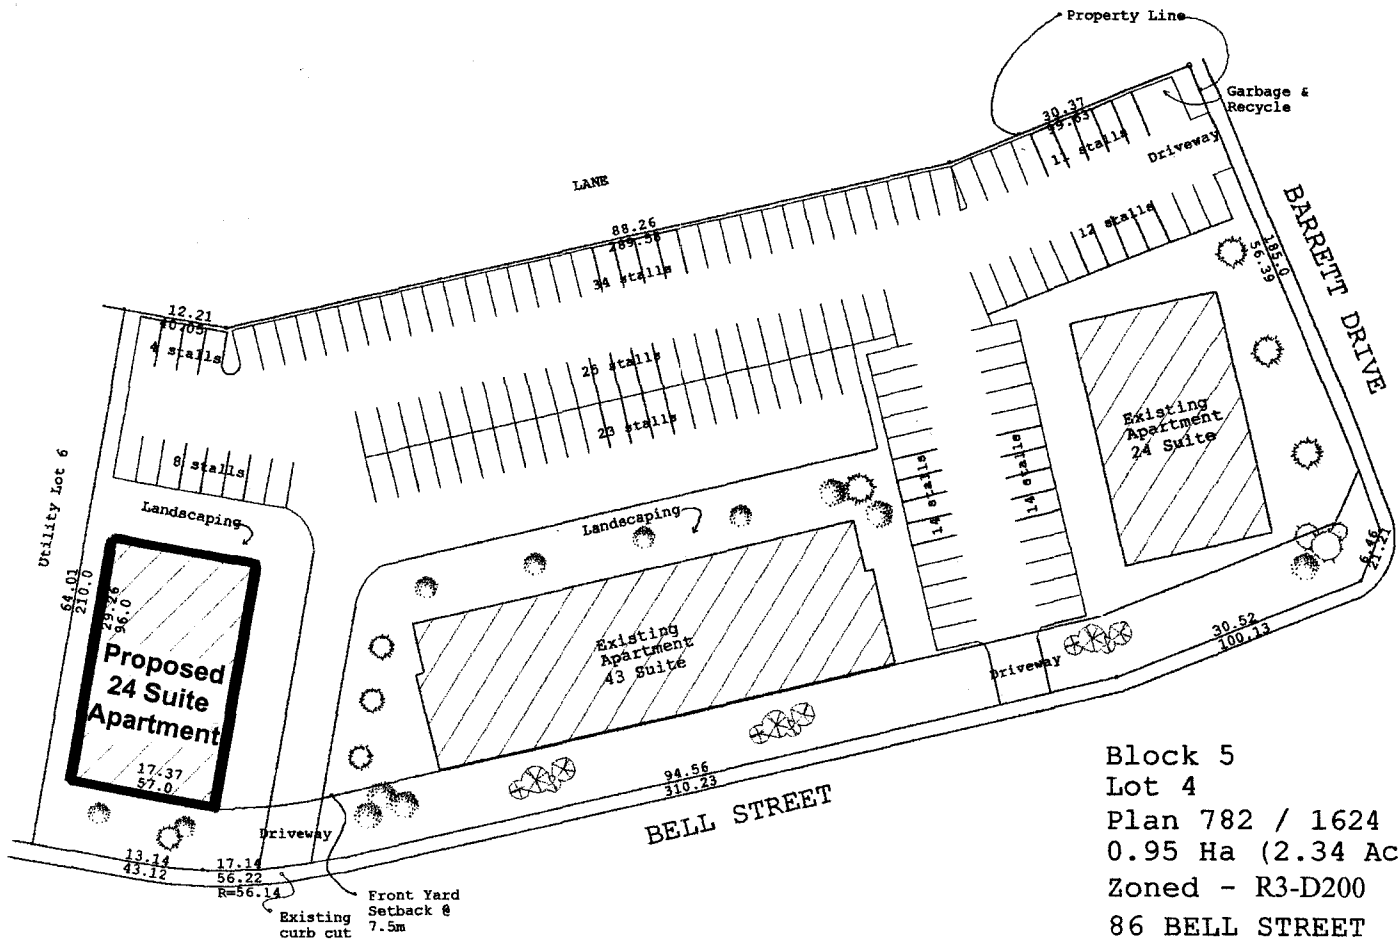 Property Line
Garbage &
Recycle
30.37
99.63
11 stalls
Driveway
LANE
88.26
289.56
34 stalls
12 stalls
BARRETT DRIVE
185.0
56.39
12.21
40.05
4 stalls
25 stalls
23 stalls
8 stalls
Utility Lot 6
64.01
210.0
Landscaping
Landscaping
14 stalls
14 stalls
Existing
Apartment
24 Suite
6.46
21.21
29.26
96.0
Proposed
24 Suite
Apartment
17.37
57.0
Existing
Apartment
43 Suite
Driveway
30.52
100.13
94.56
310.23
BELL STREET
Driveway
13.14
43.12
17.14
56.22
R=56.14
Existing
curb cut
Front Yard
Setback @
7.5m
Block 5
Lot 4
Plan 782 / 1624
0.95 Ha (2.34 Ac
Zoned - R3-D200
86 BELL STREET